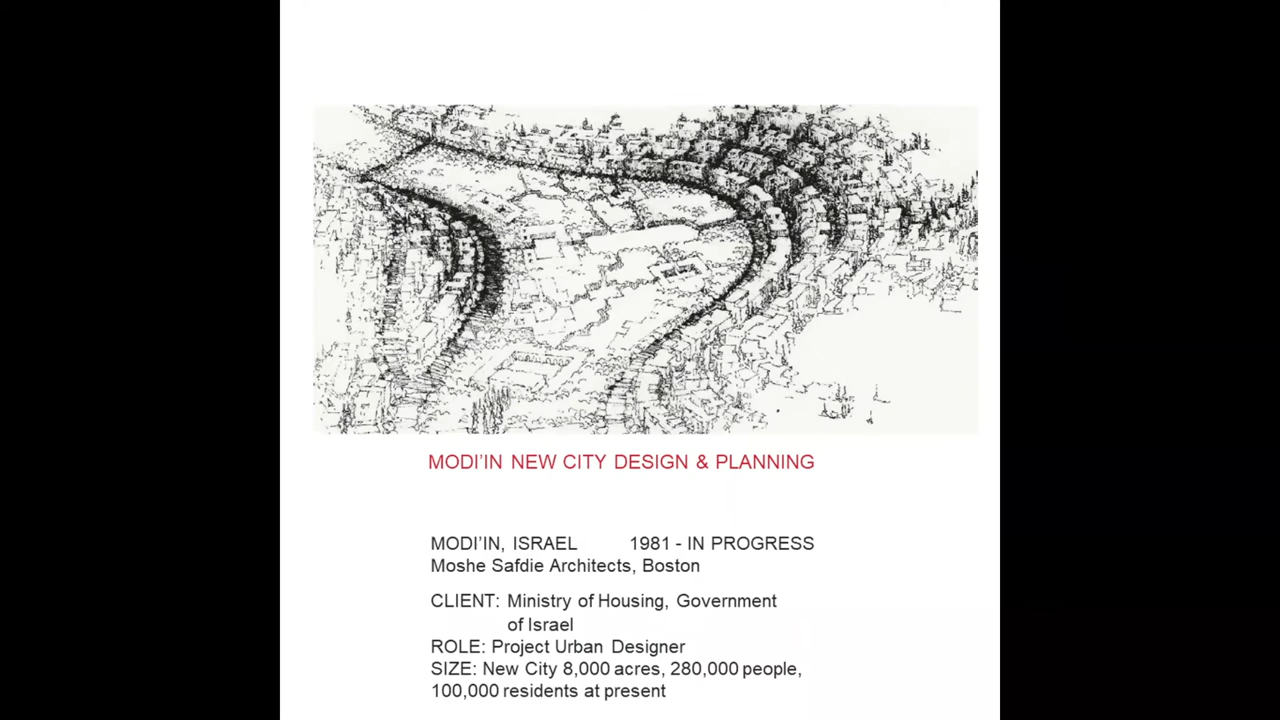 MODI’IN NEW CITY DESIGN & PLANNING
MODI’IN, ISRAEL 1981 - IN PROGRESS
Moshe Safdie Architects, Boston
CLIENT: Ministry of Housing, Government
of Israel
ROLE: Project Urban Designer
SIZE: New City 8,000 acres, 280,000 people,
100,000 residents at present